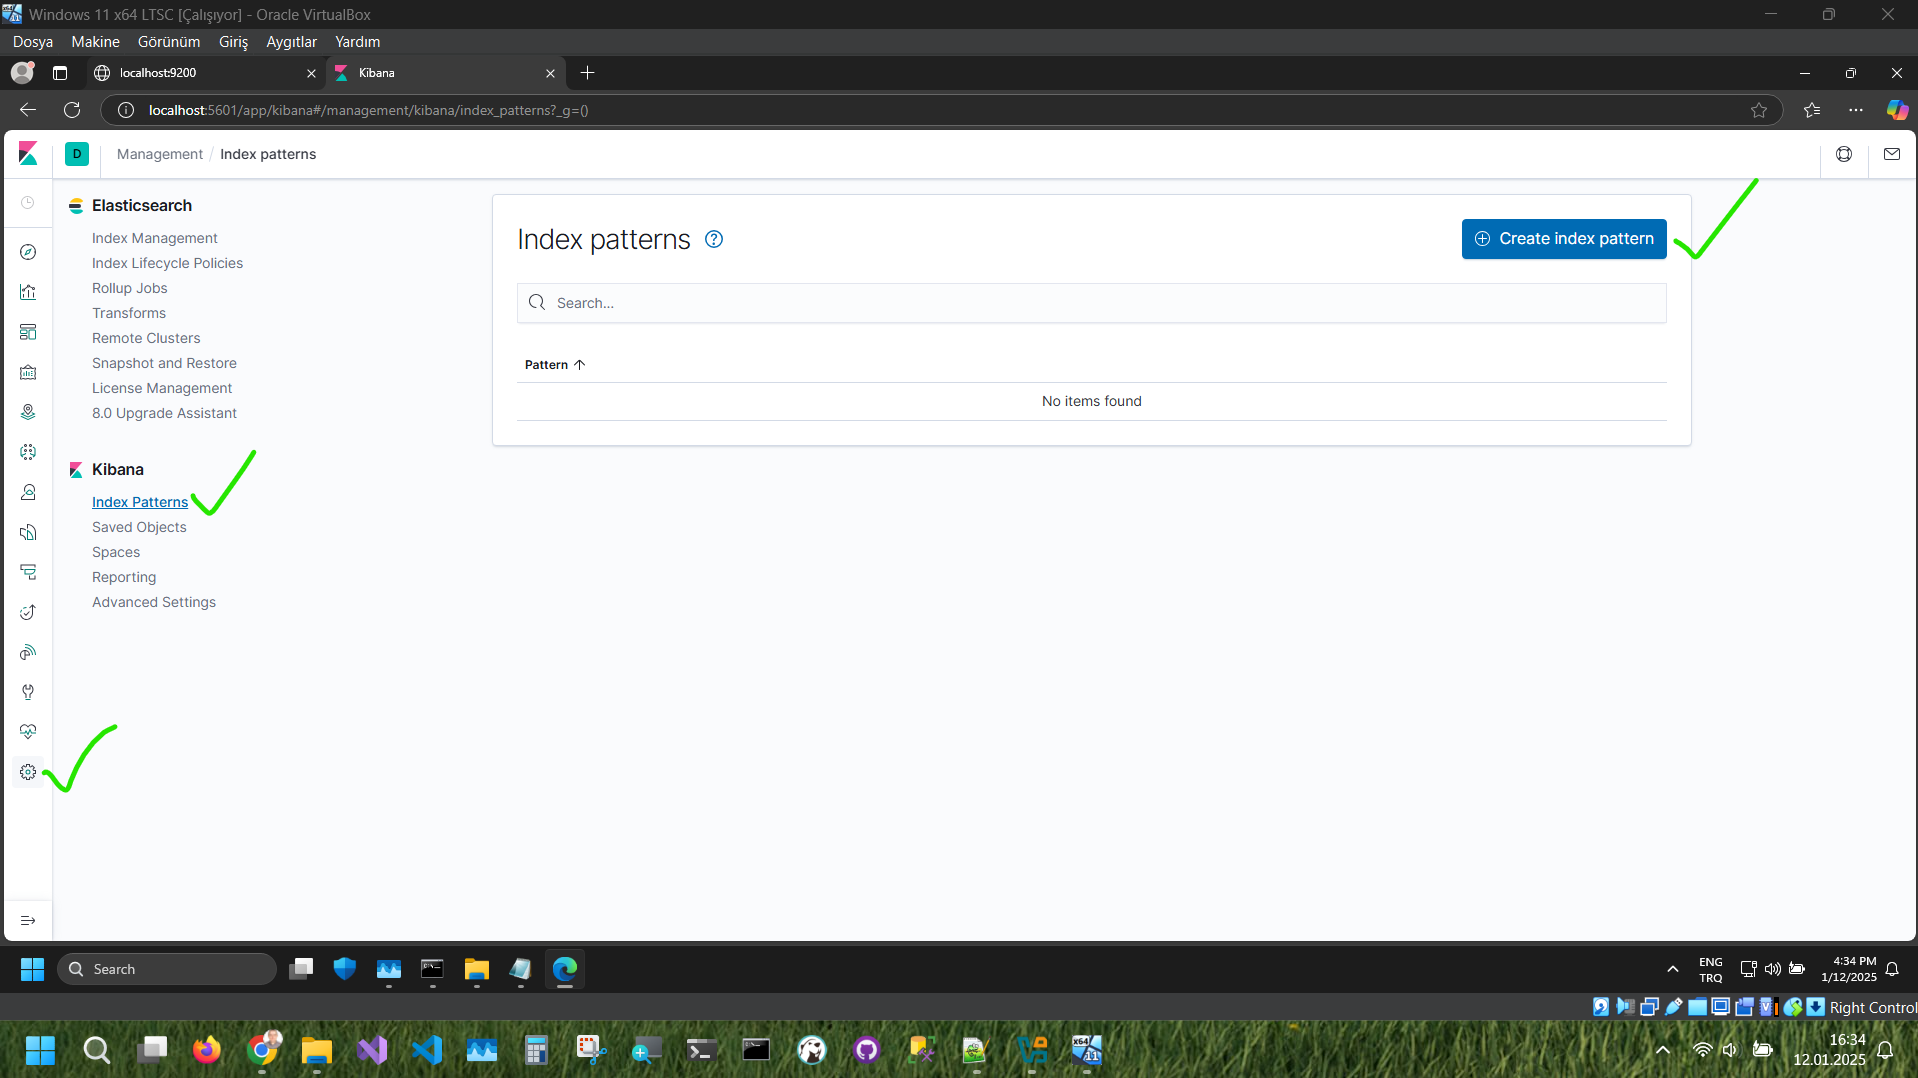 Windows 11 x64 LTSC [Çalışıyor] - Oracle VirtualBox
Dosya Makine Görünüm Giriş Aygıtlar Yardım
localhost:9200
Kibana
localhost:5601/app/kibana#/management/kibana/index_patterns?_g=()
D
Management / Index patterns
Elasticsearch
Index Management
Index Lifecycle Policies
Rollup Jobs
Transforms
Remote Clusters
Snapshot and Restore
License Management
8.0 Upgrade Assistant
Kibana
Index Patterns
Saved Objects
Spaces
Reporting
Advanced Settings
Index patterns
Create index pattern
Search...
Pattern
No items found
Search
ENG
TRQ
4:34 PM
1/12/2025
Right Control
x64
11
16:34
12.01.2025